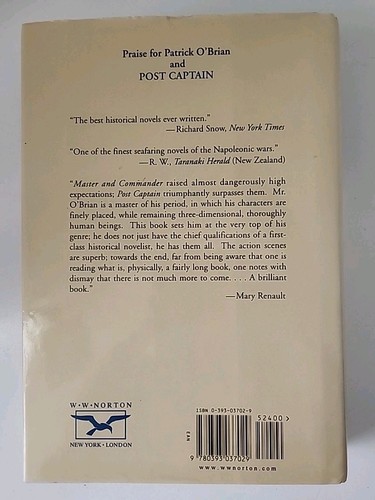 Praise for Patrick O'Brian
and
POST CAPTAIN
"The best historical novels ever written."
—Richard Snow, New York Times
"One of the finest seafaring novels of the Napoleonic wars."
—R. W., Taranaki Herald (New Zealand)
"Master and Commander raised almost dangerously high
expectations; Post Captain triumphantly surpasses them. Mr.
O'Brian is a master of his period, in which his characters are
finely placed, while remaining three-dimensional, thoroughly
human beings. This book sets him at the very top of his
genre; he does not just have the chief qualifications of a first-
class historical novelist, he has them all. The action scenes
are superb; towards the end, far from being aware that one is
reading what is, physically, a fairly long book, one notes with
dismay that there is not much more to come. . . . A brilliant
book."
—Mary Renault
W·W·NORTON
NEW YORK · LONDON
ISBN 0-393-03702-9
52400>
EAN
9 780393 037029
www.wwnorton.com